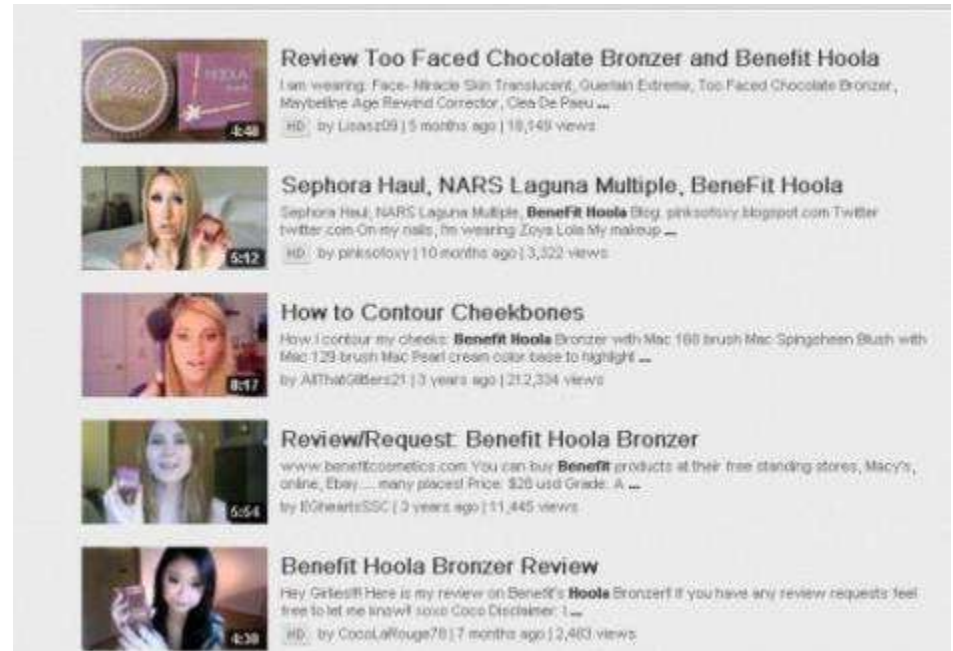 HOOLA
4:48
Review Too Faced Chocolate Bronzer and Benefit Hoola
I am wearing: Face- Miracle Skin Translucent, Guerlain Extreme, Too Faced Chocolate Bronzer,
Maybelline Age Rewind Corrector, Clea De Paeu ...
HD by Lisasz09 | 5 months ago | 18,149 views
5:12
Sephora Haul, NARS Laguna Multiple, BeneFit Hoola
Sephora Haul, NARS Laguna Multiple, BeneFit Hoola Blog: pinksofoxy.blogspot.com Twitter
twitter.com On my nails, I'm wearing Zoya Lola My makeup ...
HD by pinksofoxy | 10 months ago | 3,322 views
8:17
How to Contour Cheekbones
How I contour my cheeks: Benefit Hoola Bronzer with Mac 168 brush Mac Springsheen Blush with
Mac 129 brush Mac Pearl cream color base to highlight ...
by AllThatGlitters21 | 3 years ago | 212,334 views
5:54
Review/Request: Benefit Hoola Bronzer
www.benefitcosmetics.com You can buy Benefit products at their free standing stores, Macy's,
online, Ebay.... many places! Price: $28 usd Grade: A ...
by | 3 years ago | 11,445 views
4:38
Benefit Hoola Bronzer Review
Hey Girlies!!! Here is my review on Benefit's Hoola Bronzer!! If you have any review requests feel
free to let me know!! xoxo Coco Disclaimer: I ...
HD by CocoLaRouge78 | 7 months ago | 2,483 views